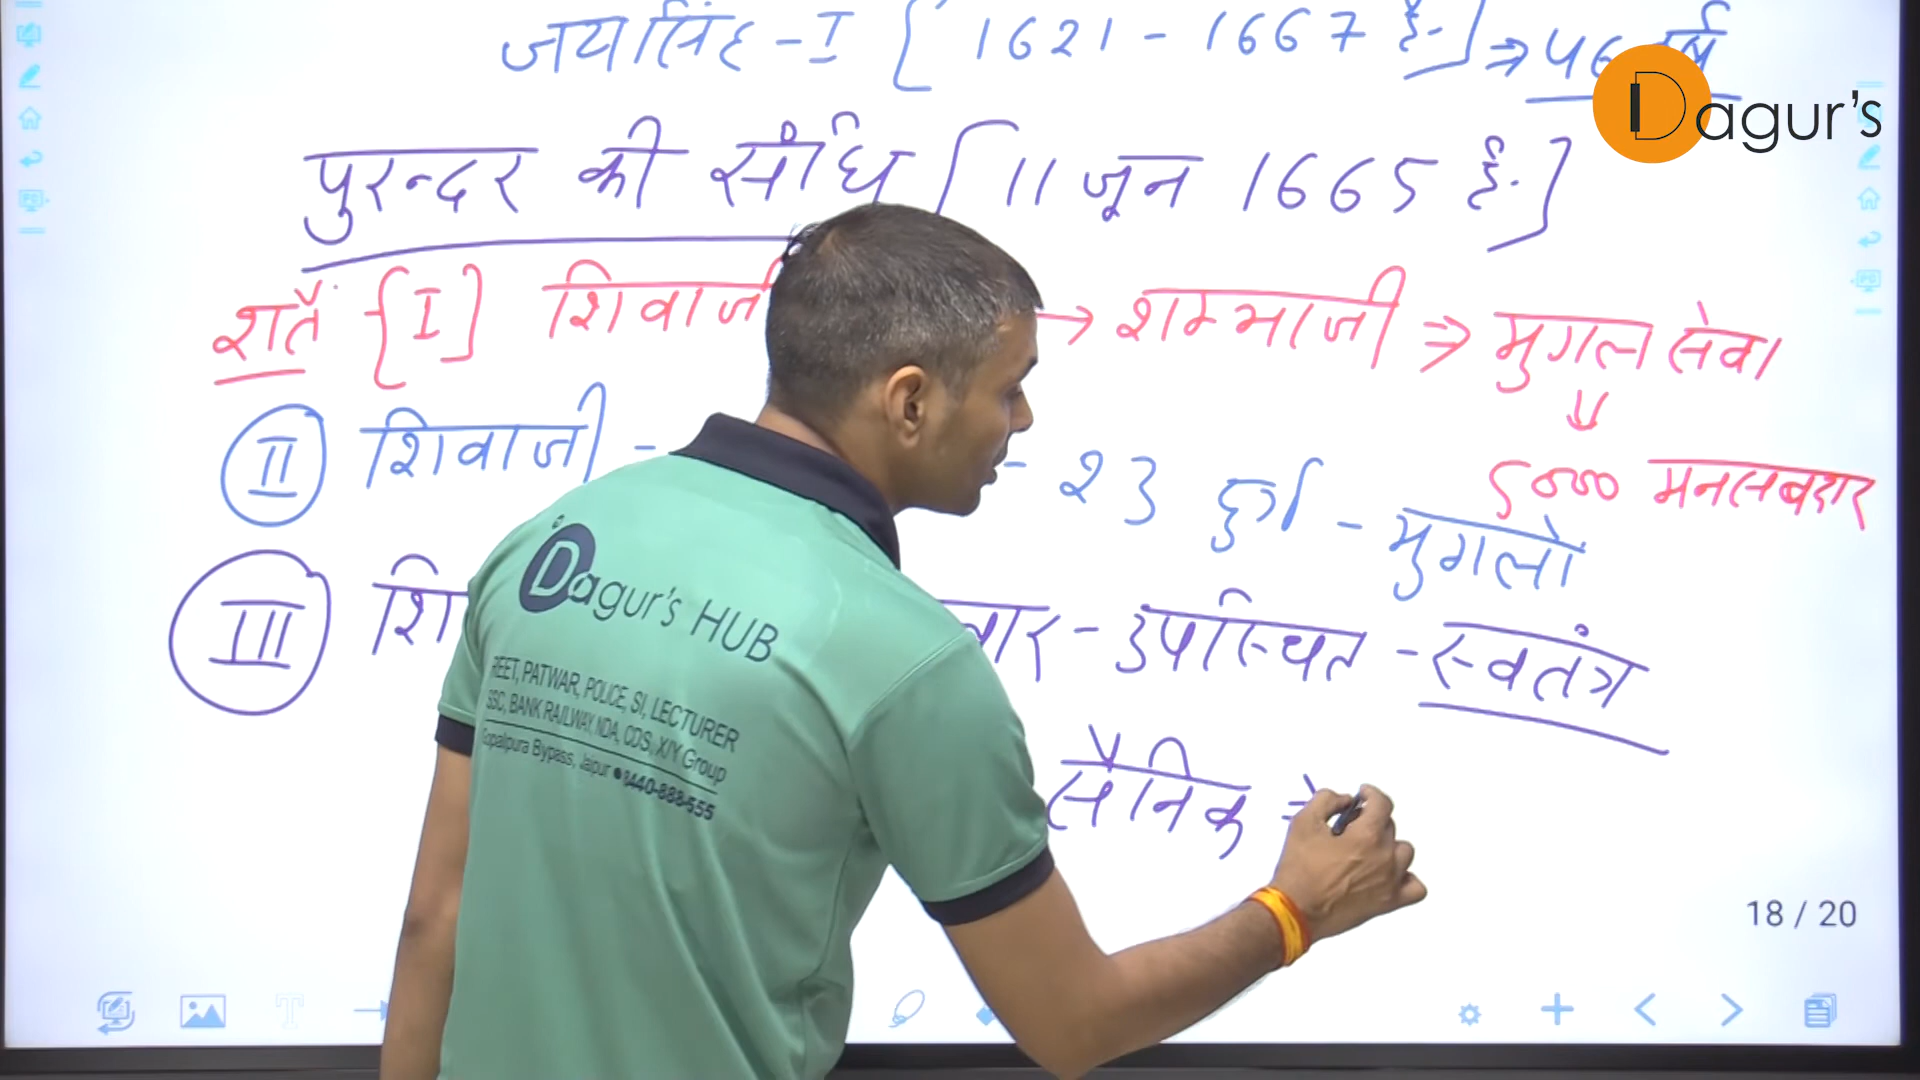 जयसिंह - I [ 1621 - 1667 ई. ] ⇒ 46 वर्ष
Dagur's
पुरन्दर की संधि [ 11 जून 1665 ई. ]
शर्तें - [I] शिवाजी → शम्भाजी ⇒ मुगल सेवा
⇓
5000 मनसबदार
II शिवाजी - - 23 दुर्ग - मुगलों
III शि वार - उपस्थित - स्वतंत्र
सैनिक
Dagur's HUB
REET, PATWAR, POLICE, SI, LECTURER
SSC, BANK RAILWAY, NDA, CDS, X/Y Group
Gopalpura Bypass, Jaipur
18 / 20